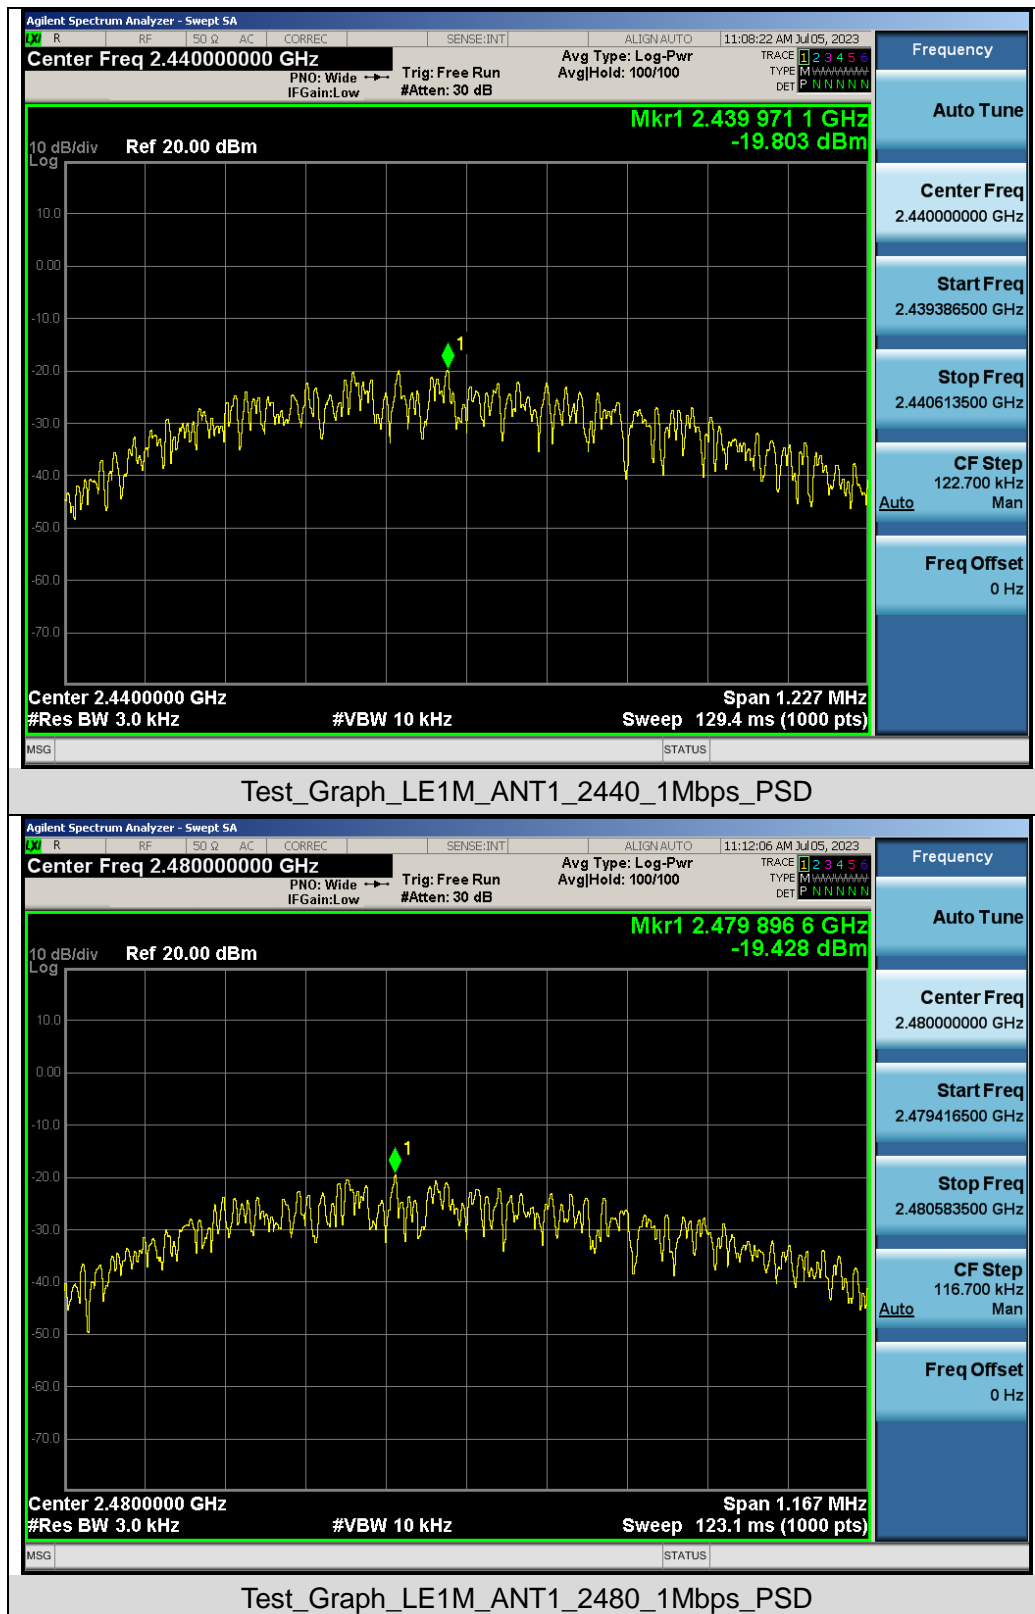 Agilent Spectrum Analyzer - Swept SA
LXI R RF 50 Ω AC CORREC SENSE:INT ALIGN AUTO 11:08:22 AM Jul 05, 2023
Center Freq 2.440000000 GHz
PNO: Wide
IFGain:Low
Trig: Free Run
#Atten: 30 dB
Avg Type: Log-Pwr
Avg|Hold: 100/100
TRACE 1 2 3 4 5 6
TYPE M WWWWW
DET P N N N N N
Mkr1 2.439 971 1 GHz
-19.803 dBm
10 dB/div Ref 20.00 dBm
Log
10.0
0.00
-10.0
-20.0
-30.0
-40.0
-50.0
-60.0
-70.0
1
Center 2.4400000 GHz Span 1.227 MHz
#Res BW 3.0 kHz #VBW 10 kHz Sweep 129.4 ms (1000 pts)
MSG STATUS
Frequency
Auto Tune
Center Freq
2.440000000 GHz
Start Freq
2.439386500 GHz
Stop Freq
2.440613500 GHz
CF Step
122.700 kHz
Auto Man
Freq Offset
0 Hz
Test_Graph_LE1M_ANT1_2440_1Mbps_PSD
Agilent Spectrum Analyzer - Swept SA
LXI R RF 50 Ω AC CORREC SENSE:INT ALIGN AUTO 11:12:06 AM Jul 05, 2023
Center Freq 2.480000000 GHz
PNO: Wide
IFGain:Low
Trig: Free Run
#Atten: 30 dB
Avg Type: Log-Pwr
Avg|Hold: 100/100
TRACE 1 2 3 4 5 6
TYPE M WWWWW
DET P N N N N N
Mkr1 2.479 896 6 GHz
-19.428 dBm
10 dB/div Ref 20.00 dBm
Log
10.0
0.00
-10.0
-20.0
-30.0
-40.0
-50.0
-60.0
-70.0
1
Center 2.4800000 GHz Span 1.167 MHz
#Res BW 3.0 kHz #VBW 10 kHz Sweep 123.1 ms (1000 pts)
MSG STATUS
Frequency
Auto Tune
Center Freq
2.480000000 GHz
Start Freq
2.479416500 GHz
Stop Freq
2.480583500 GHz
CF Step
116.700 kHz
Auto Man
Freq Offset
0 Hz
Test_Graph_LE1M_ANT1_2480_1Mbps_PSD